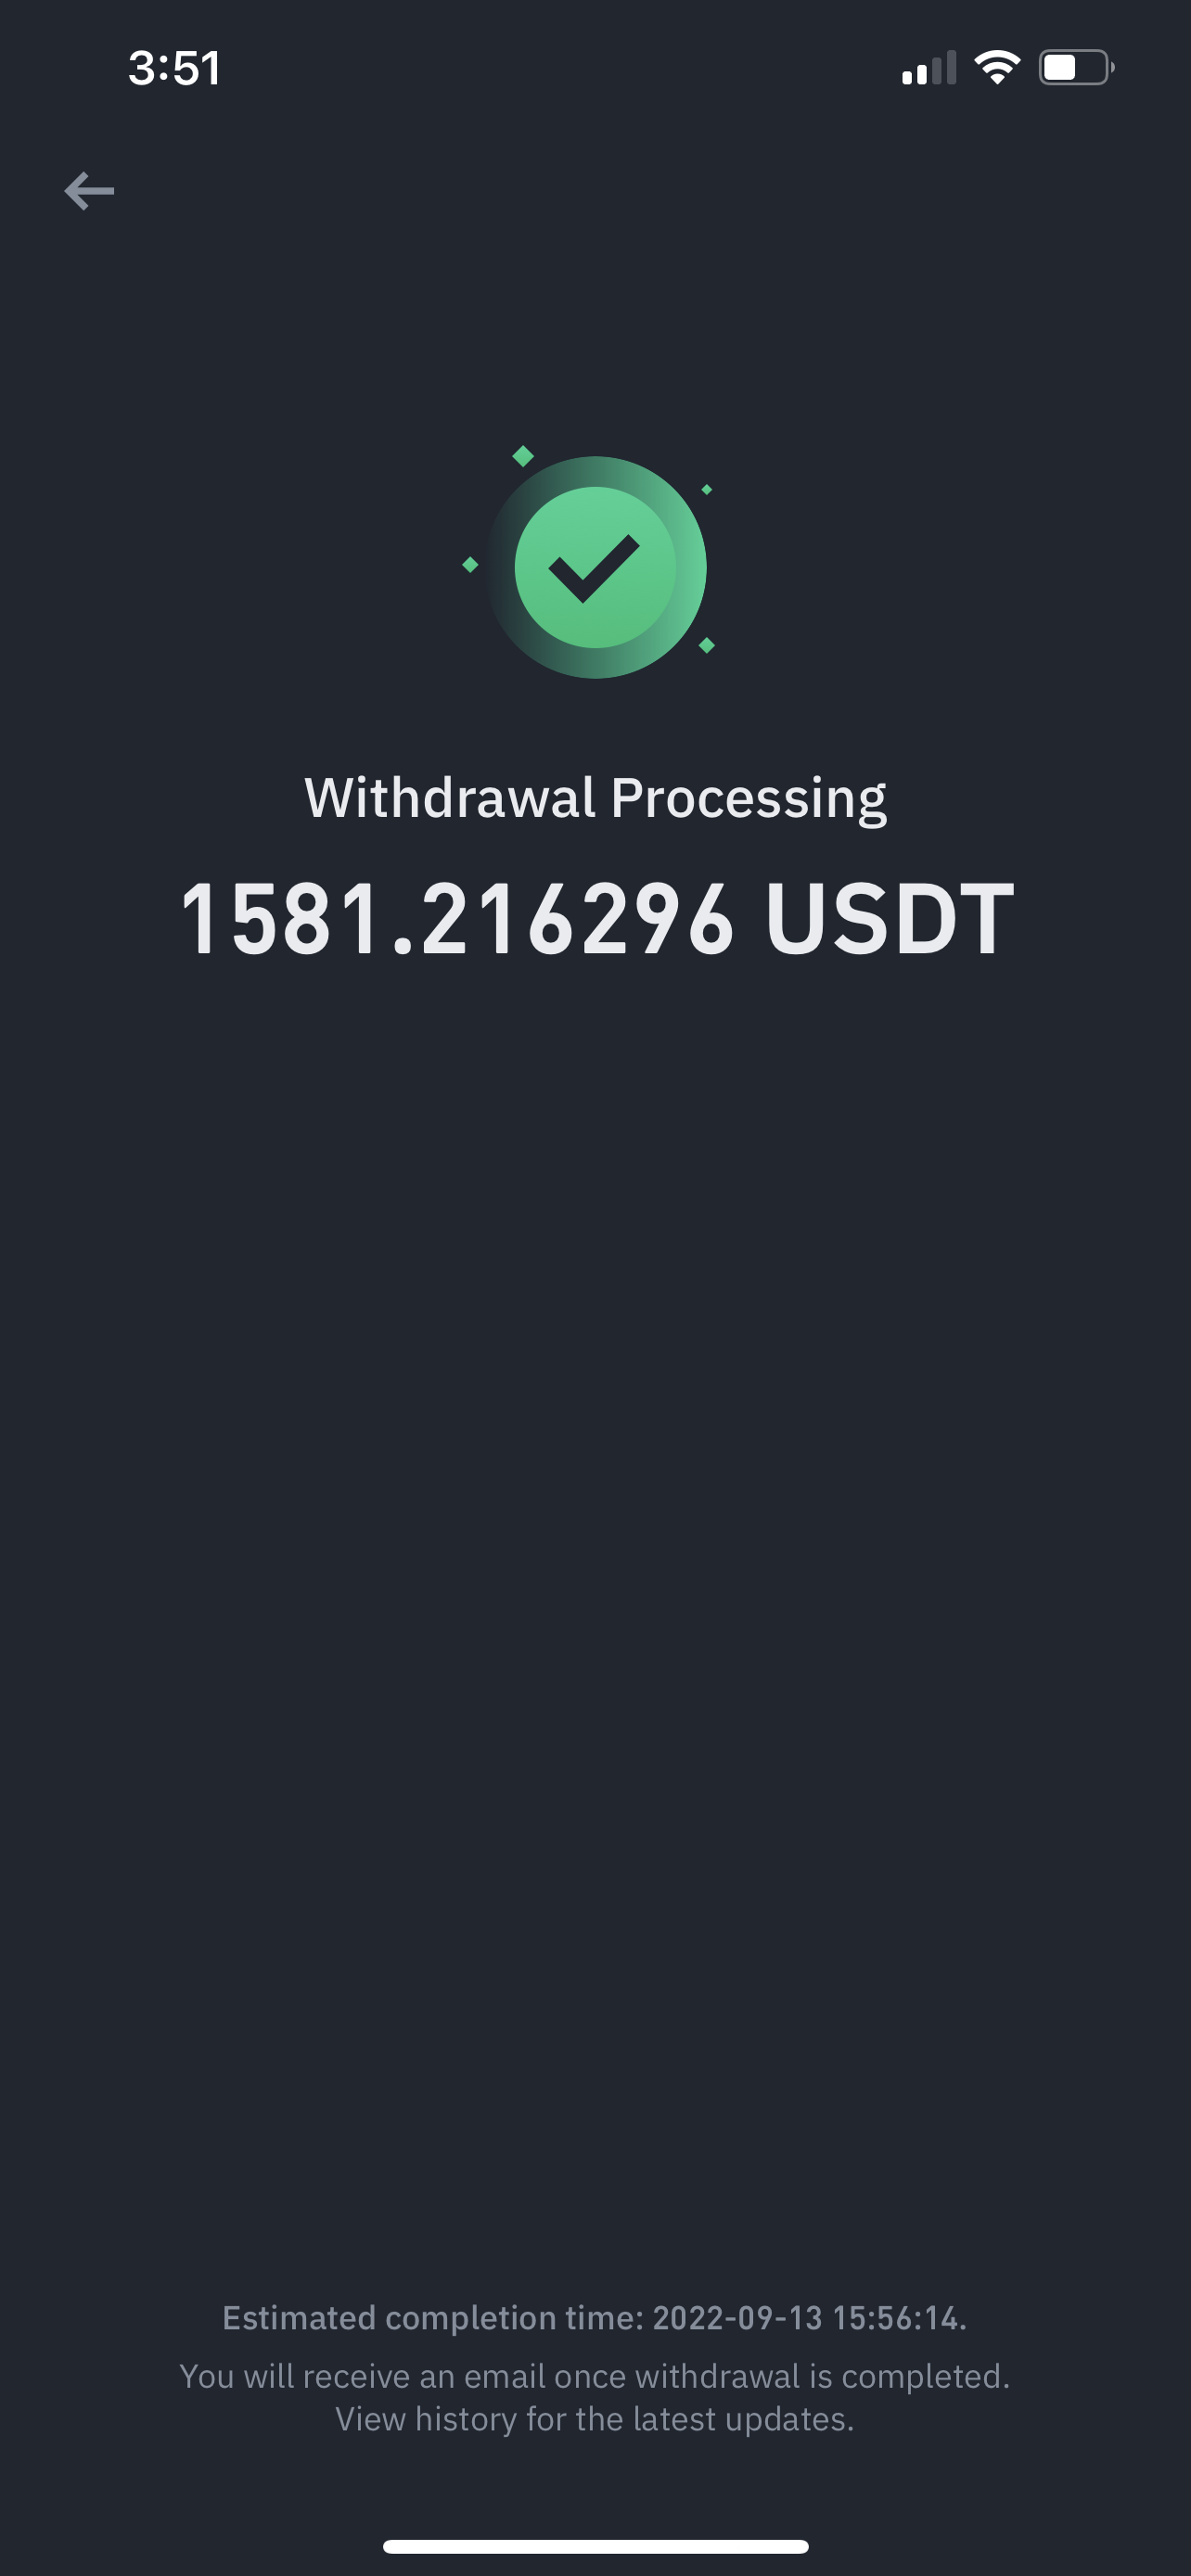 3:51
Withdrawal Processing
1581.216296 USDT
Estimated completion time: 2022-09-13 15:56:14.
You will receive an email once withdrawal is completed.
View history for the latest updates.